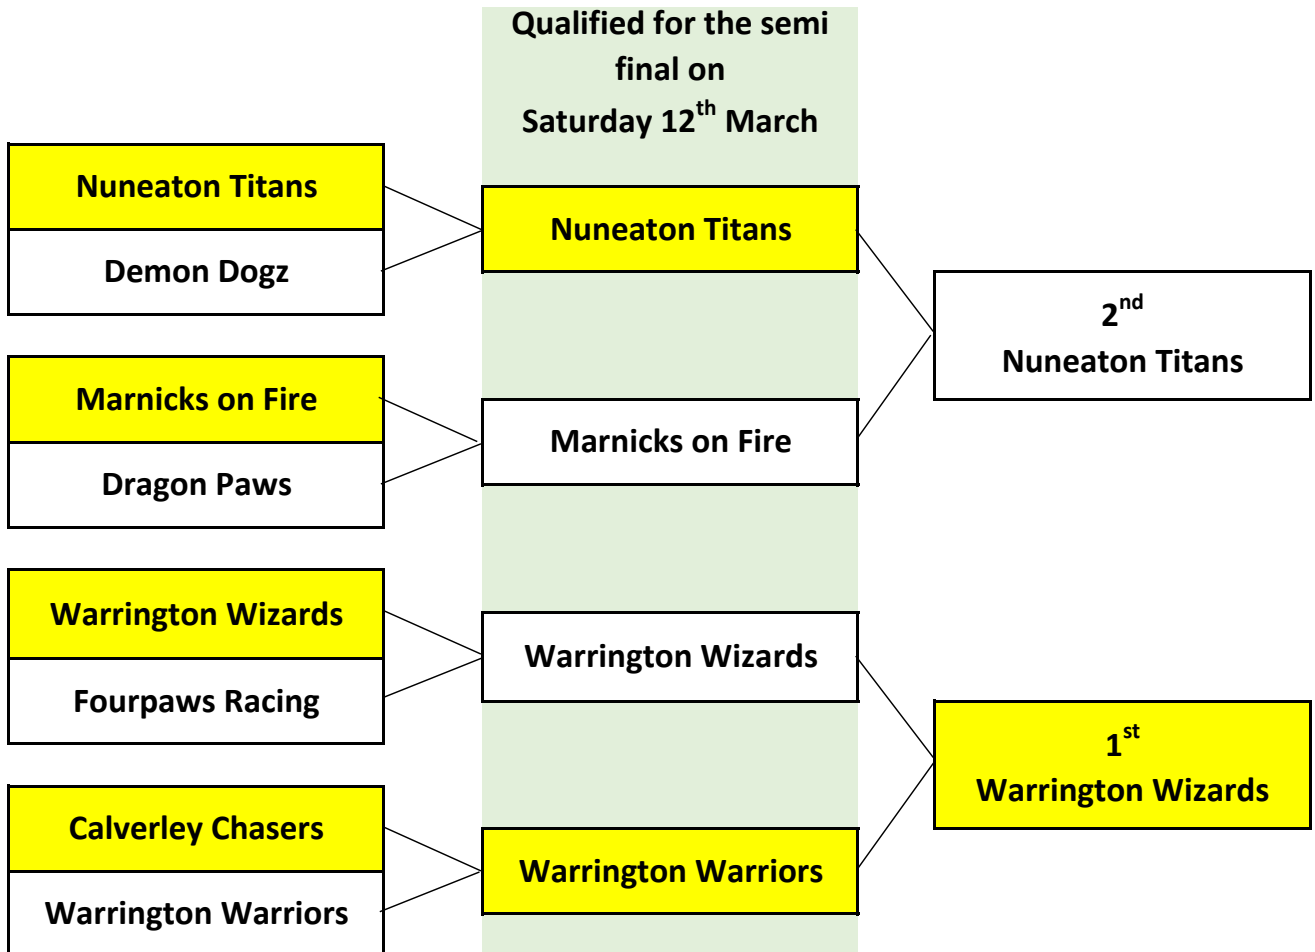 Qualified for the semi
final on
Saturday 12th March
Nuneaton Titans
Demon Dogz
Marnicks on Fire
Dragon Paws
Warrington Wizards
Fourpaws Racing
Calverley Chasers
Warrington Warriors
Nuneaton Titans
Marnicks on Fire
Warrington Wizards
Warrington Warriors
2nd
Nuneaton Titans
1st
Warrington Wizards